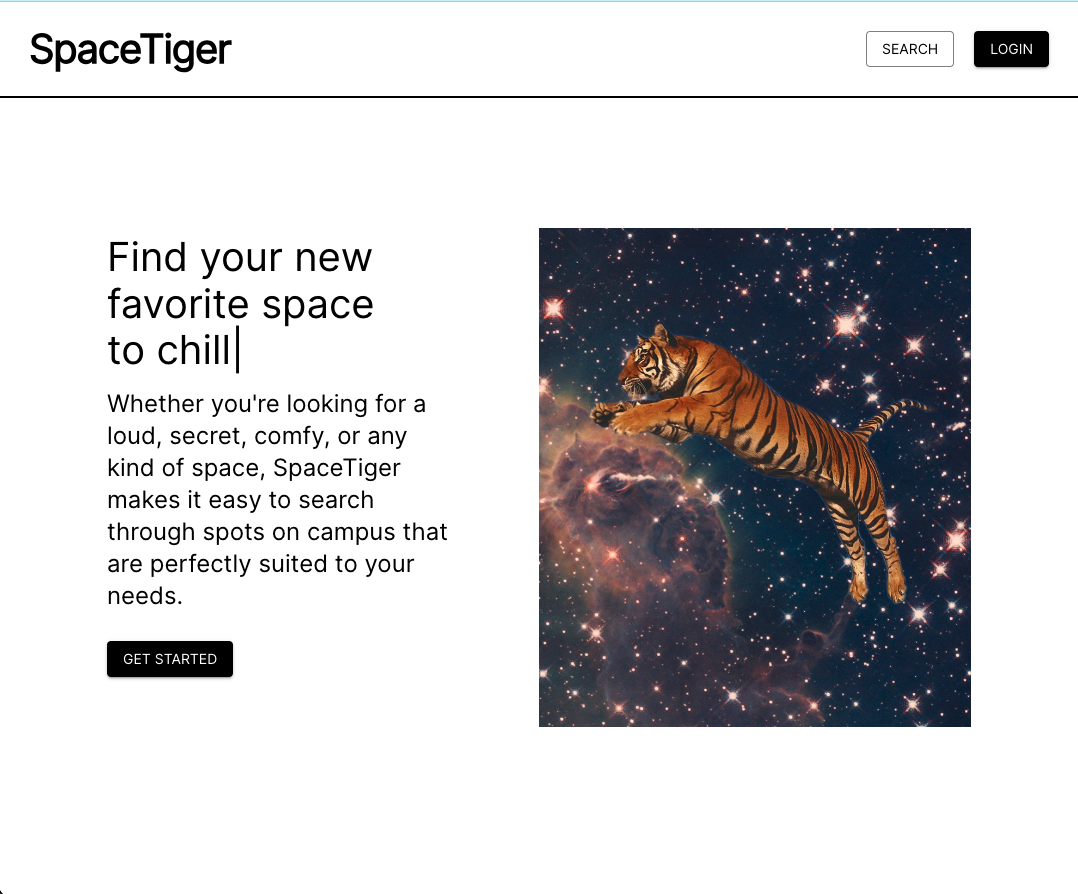 SpaceTiger
SEARCH
LOGIN
Find your new
favorite space
to chill|
Whether you're looking for a
loud, secret, comfy, or any
kind of space, SpaceTiger
makes it easy to search
through spots on campus that
are perfectly suited to your
needs.
GET STARTED